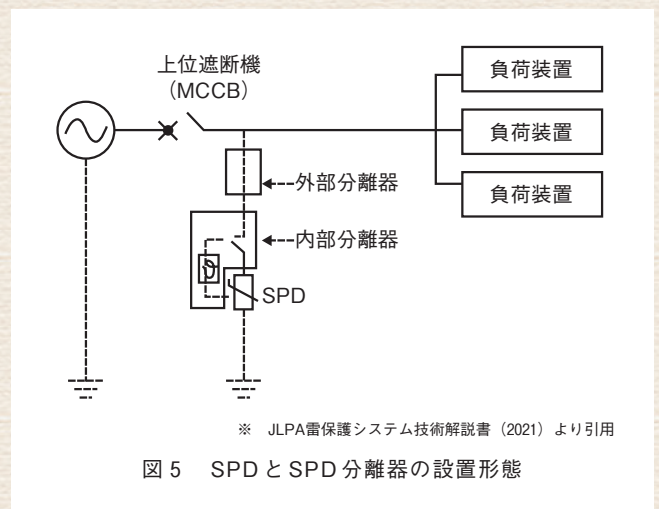 上位遮断機
（MCCB）
負荷装置
負荷装置
負荷装置
外部分離器
内部分離器
SPD
※　JLPA雷保護システム技術解説書（2021）より引用
図5　SPDとSPD分離器の設置形態